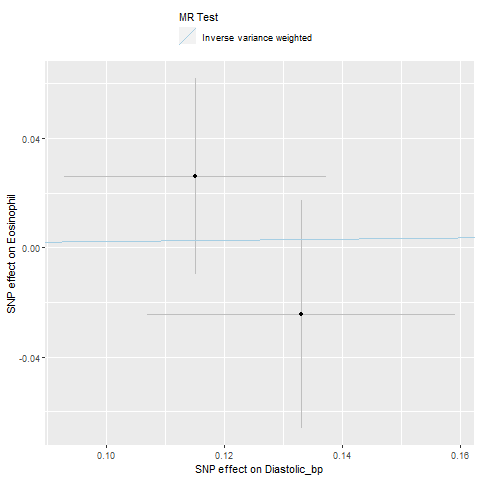 MR Test
Inverse variance weighted
0.04
0.00
-0.04
SNP effect on Eosinophil
0.10
0.12
0.14
0.16
SNP effect on Diastolic_bp